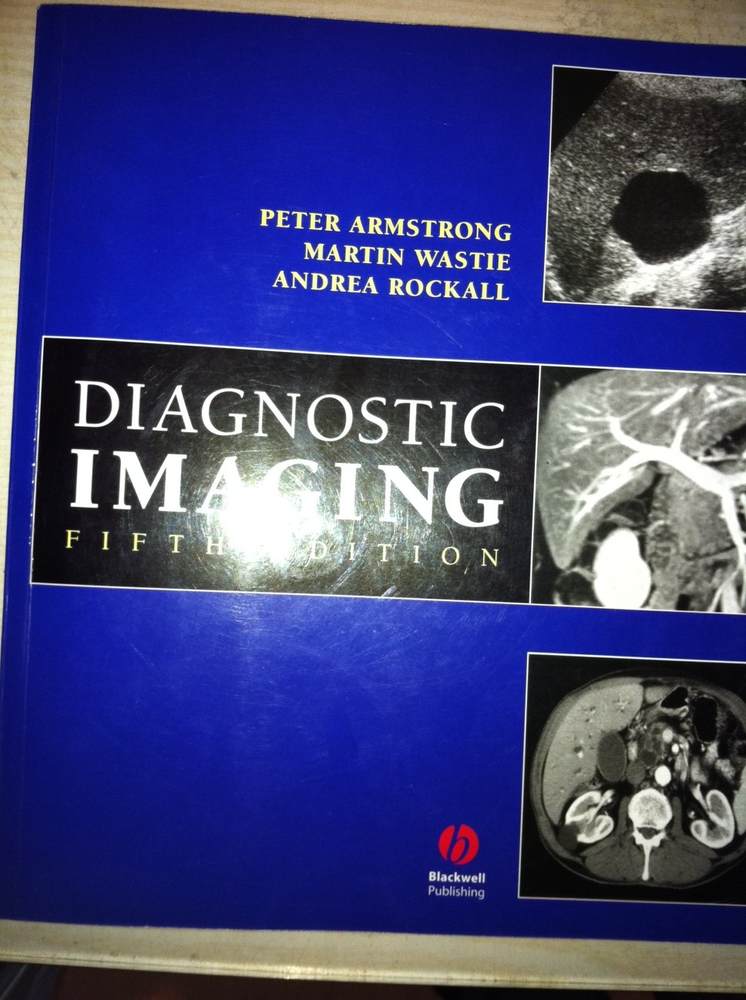 PETER ARMSTRONG
MARTIN WASTIE
ANDREA ROCKALL
DIAGNOSTIC
IMAGING
FIFTH EDITION
b
Blackwell
Publishing